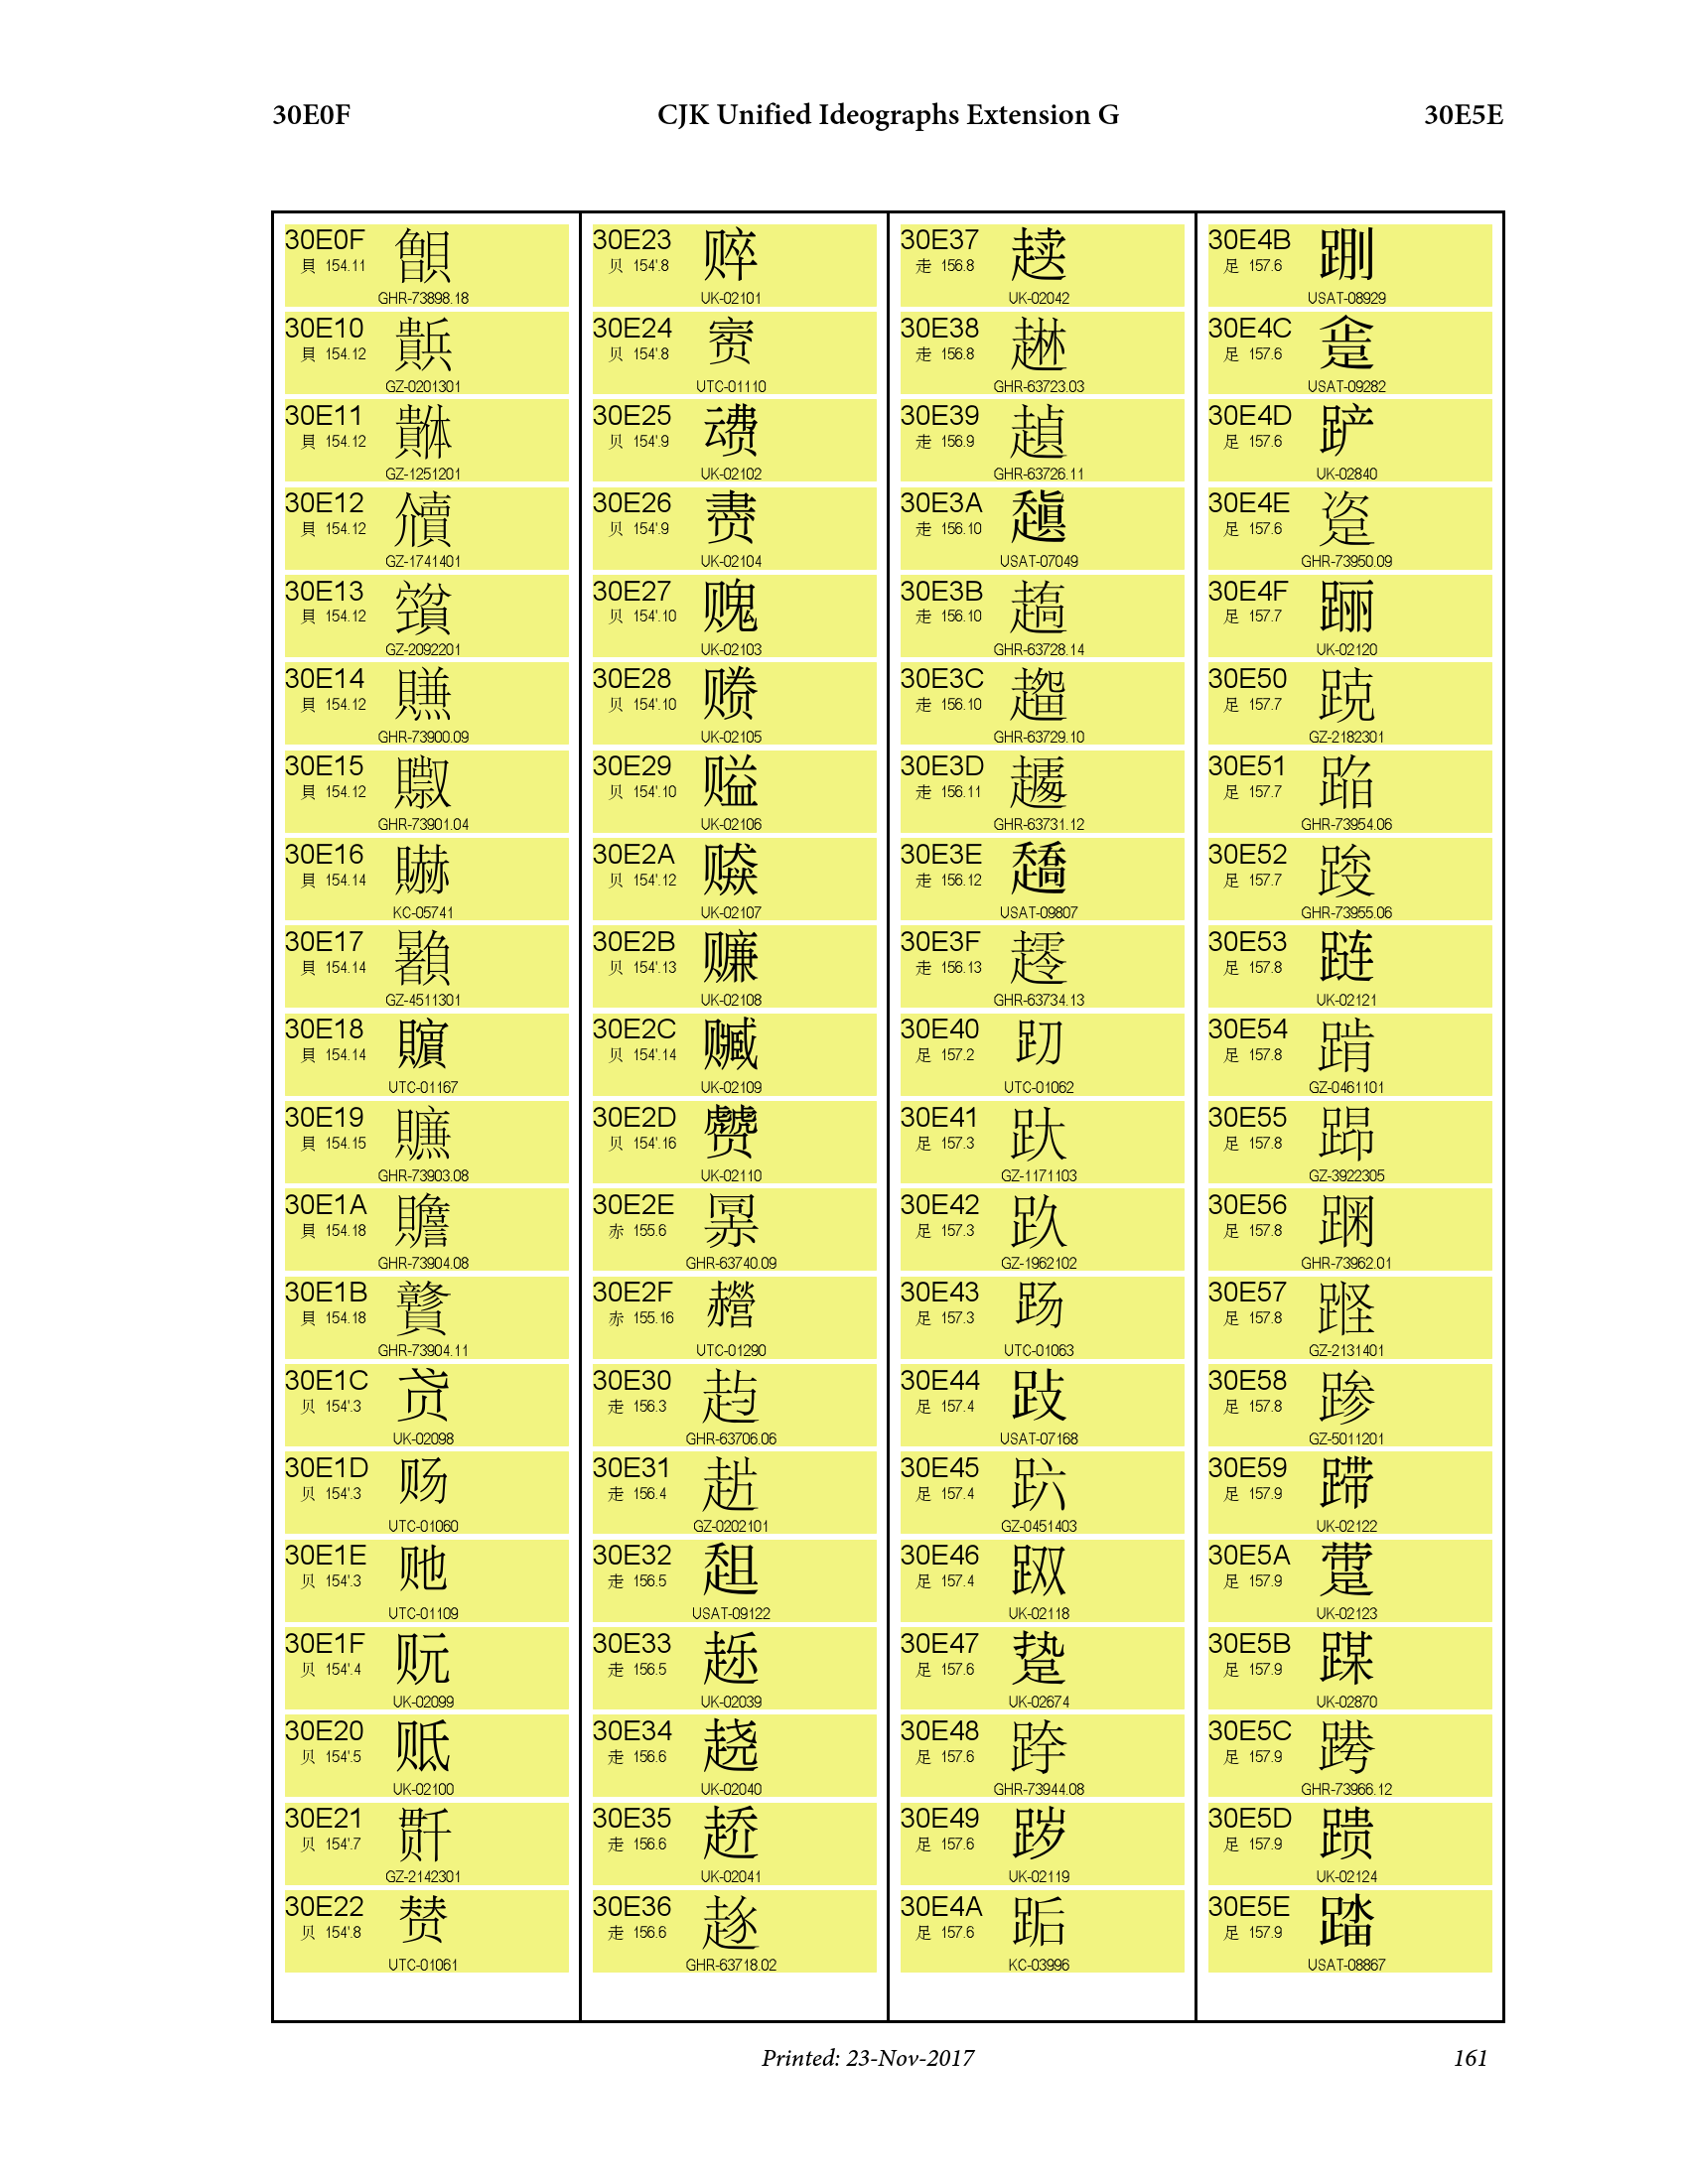 30E0F CJK Unified Ideographs Extension G 30E5E
30E0F
貝 154.11
GHR-73898.18
30E10
貝 154.12
GZ-0201301
30E11
貝 154.12
GZ-1251201
30E12
貝 154.12
GZ-1741401
30E13
貝 154.12
GZ-2092201
30E14
貝 154.12
GHR-73900.09
30E15
貝 154.12
GHR-73901.04
30E16
貝 154.14
KC-05741
30E17
貝 154.14
GZ-4511301
30E18
貝 154.14
UTC-01167
30E19
貝 154.15
GHR-73903.08
30E1A
貝 154.18
GHR-73904.08
30E1B
貝 154.18
GHR-73904.11
30E1C
贝 154'.3
UK-02098
30E1D
贝 154'.3
UTC-01060
30E1E
贝 154'.3
UTC-01109
30E1F
贝 154'.4
UK-02099
30E20
贝 154'.5
UK-02100
30E21
贝 154'.7
GZ-2142301
30E22
贝 154'.8
UTC-01061
30E23
贝 154'.8
UK-02101
30E24
贝 154'.8
UTC-01110
30E25
贝 154'.9
UK-02102
30E26
贝 154'.9
UK-02104
30E27
贝 154'.10
UK-02103
30E28
贝 154'.10
UK-02105
30E29
贝 154'.10
UK-02106
30E2A
贝 154'.12
UK-02107
30E2B
贝 154'.13
UK-02108
30E2C
贝 154'.14
UK-02109
30E2D
贝 154'.16
UK-02110
30E2E
赤 155.6
GHR-63740.09
30E2F
赤 155.16
UTC-01290
30E30
走 156.3
GHR-63706.06
30E31
走 156.4
GZ-0202101
30E32
走 156.5
USAT-09122
30E33
走 156.5
UK-02039
30E34
走 156.6
UK-02040
30E35
走 156.6
UK-02041
30E36
走 156.6
GHR-63718.02
30E37
走 156.8
UK-02042
30E38
走 156.8
GHR-63723.03
30E39
走 156.9
GHR-63726.11
30E3A
走 156.10
USAT-07049
30E3B
走 156.10
GHR-63728.14
30E3C
走 156.10
GHR-63729.10
30E3D
走 156.11
GHR-63731.12
30E3E
走 156.12
USAT-09807
30E3F
走 156.13
GHR-63734.13
30E40
足 157.2
UTC-01062
30E41
足 157.3
GZ-1171103
30E42
足 157.3
GZ-1962102
30E43
足 157.3
UTC-01063
30E44
足 157.4
USAT-07168
30E45
足 157.4
GZ-0451403
30E46
足 157.4
UK-02118
30E47
足 157.6
UK-02674
30E48
足 157.6
GHR-73944.08
30E49
足 157.6
UK-02119
30E4A
足 157.6
KC-03996
30E4B
足 157.6
USAT-08929
30E4C
足 157.6
USAT-09282
30E4D
足 157.6
UK-02840
30E4E
足 157.6
GHR-73950.09
30E4F
足 157.7
UK-02120
30E50
足 157.7
GZ-2182301
30E51
足 157.7
GHR-73954.06
30E52
足 157.7
GHR-73955.06
30E53
足 157.8
UK-02121
30E54
足 157.8
GZ-0461101
30E55
足 157.8
GZ-3922305
30E56
足 157.8
GHR-73962.01
30E57
足 157.8
GZ-2131401
30E58
足 157.8
GZ-5011201
30E59
足 157.9
UK-02122
30E5A
足 157.9
UK-02123
30E5B
足 157.9
UK-02870
30E5C
足 157.9
GHR-73966.12
30E5D
足 157.9
UK-02124
30E5E
足 157.9
USAT-08867
Printed: 23-Nov-2017 161